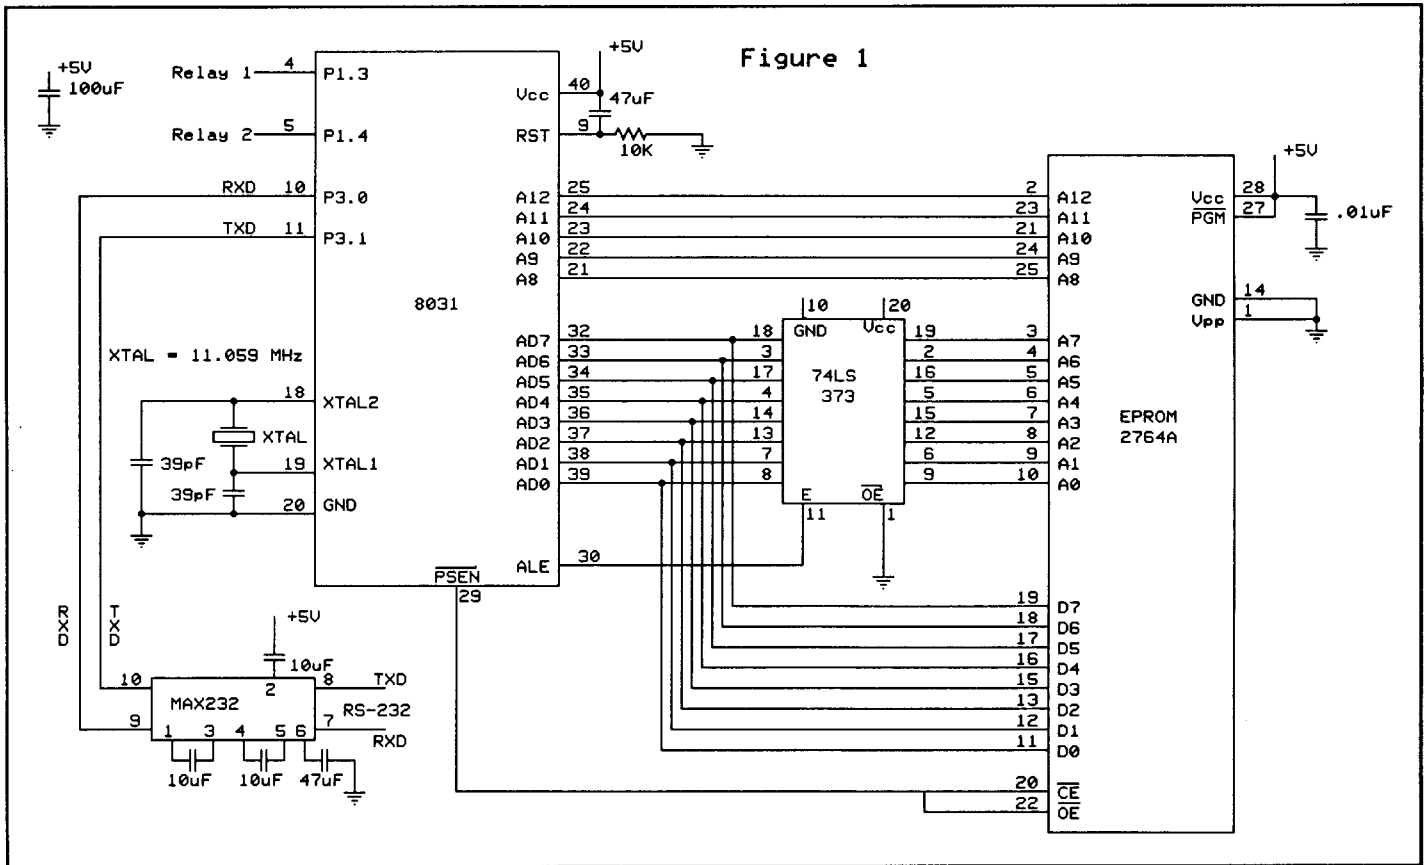 Figure 1
+5V
100uF
Relay 1 4 P1.3
Relay 2 5 P1.4
RXD 10 P3.0
TXD 11 P3.1
8031
XTAL = 11.059 MHz
18 XTAL2
XTAL
19 XTAL1
39pF
39pF
20 GND
+5V
Vcc 40
47uF
RST 9
10K
A12 25
A11 24
A10 23
A9 22
A8 21
AD7 32
AD6 33
AD5 34
AD4 35
AD3 36
AD2 37
AD1 38
AD0 39
ALE 30
PSEN
29
10 20
GND Vcc
74LS
373
18 19
3 2
17 16
4 5
14 15
13 12
7 6
8 9
E OE
11 1
2 A12
23 A11
21 A10
24 A9
25 A8
3 A7
4 A6
5 A5
6 A4
7 A3
8 A2
9 A1
10 A0
EPROM
2764A
+5V
Vcc 28
PGM 27
.01uF
GND 14
Vpp 1
19 D7
18 D6
17 D5
16 D4
15 D3
13 D2
12 D1
11 D0
20 CE
22 OE
RXD
TXD
+5V
10uF
2
10 8 TXD
MAX232
RS-232
9 7 RXD
1 3 4 5 6
10uF 10uF 47uF